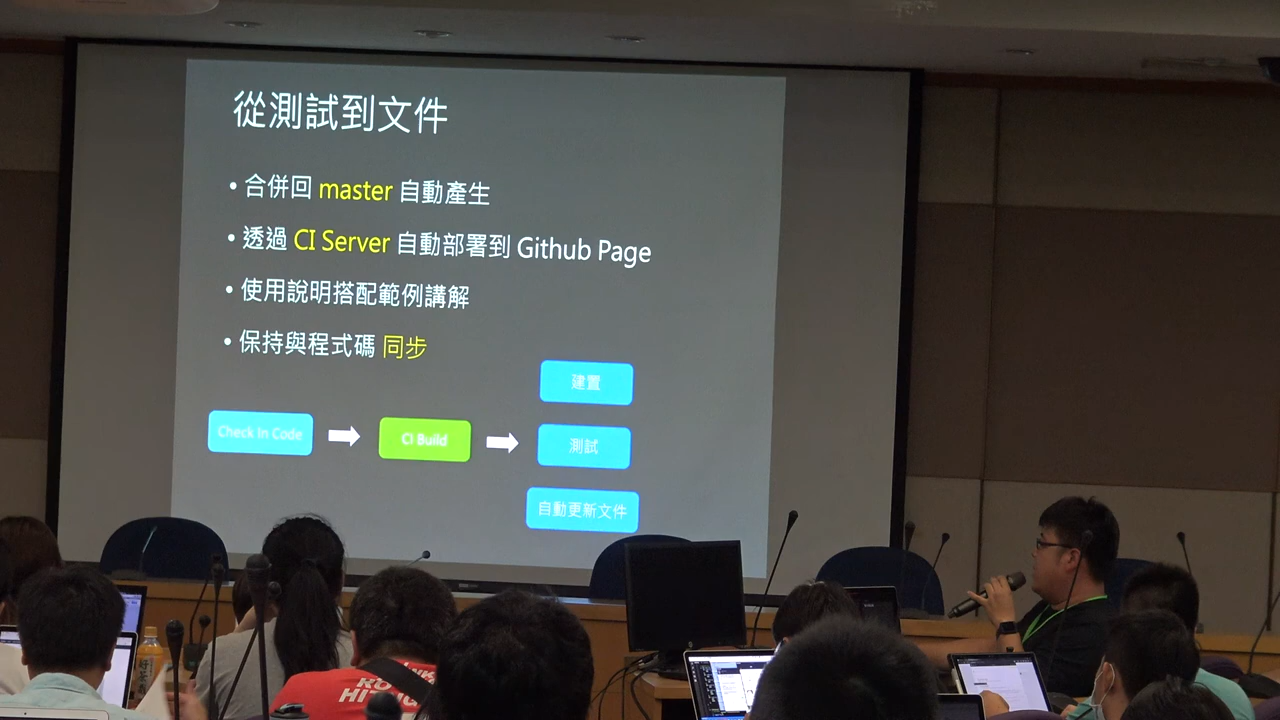 從測試到文件
• 合併回 master 自動產生
• 透過 CI Server 自動部署到 Github Page
• 使用說明搭配範例講解
• 保持與程式碼 同步
建置
Check In Code
CI Build
測試
自動更新文件